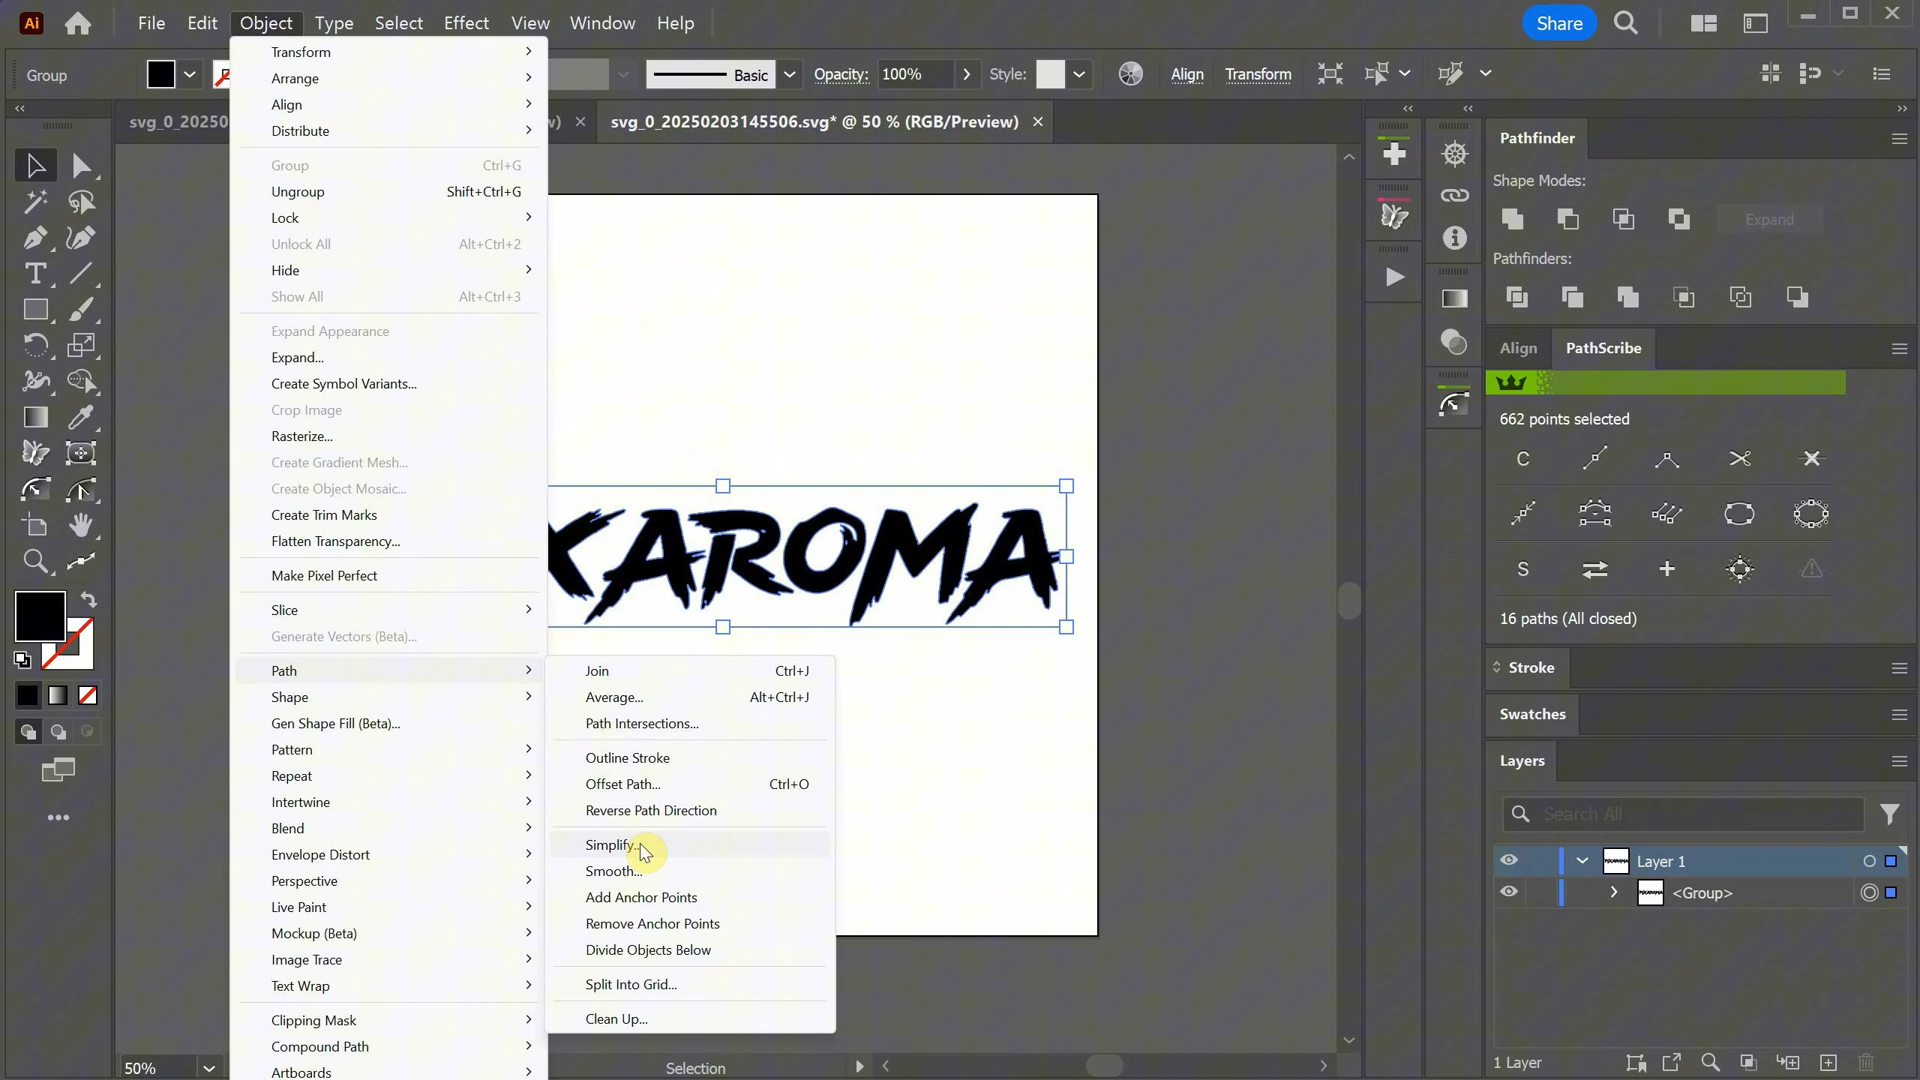 Ai File Edit Object Type Select Effect View Window Help Share
Group Basic Opacity: 100% Style: Align Transform
svg_0_20250 w) × svg_0_20250203145506.svg* @ 50 % (RGB/Preview) ×
Transform
Arrange
Align
Distribute
Group Ctrl+G
Ungroup Shift+Ctrl+G
Lock
Unlock All Alt+Ctrl+2
Hide
Show All Alt+Ctrl+3
Expand Appearance
Expand...
Create Symbol Variants...
Crop Image
Rasterize...
Create Gradient Mesh...
Create Object Mosaic...
Create Trim Marks
Flatten Transparency...
Make Pixel Perfect
Slice
Generate Vectors (Beta)...
Path
Shape
Gen Shape Fill (Beta)...
Pattern
Repeat
Intertwine
Blend
Envelope Distort
Perspective
Live Paint
Mockup (Beta)
Image Trace
Text Wrap
Clipping Mask
Compound Path
Artboards
Join Ctrl+J
Average... Alt+Ctrl+J
Path Intersections...
Outline Stroke
Offset Path... Ctrl+O
Reverse Path Direction
Simplify...
Smooth...
Add Anchor Points
Remove Anchor Points
Divide Objects Below
Split Into Grid...
Clean Up...
XAROMA
Pathfinder
Shape Modes:
Expand
Pathfinders:
Align PathScribe
662 points selected
C
S
16 paths (All closed)
Stroke
Swatches
Layers
Search All
Layer 1
<Group>
1 Layer
50% Selection